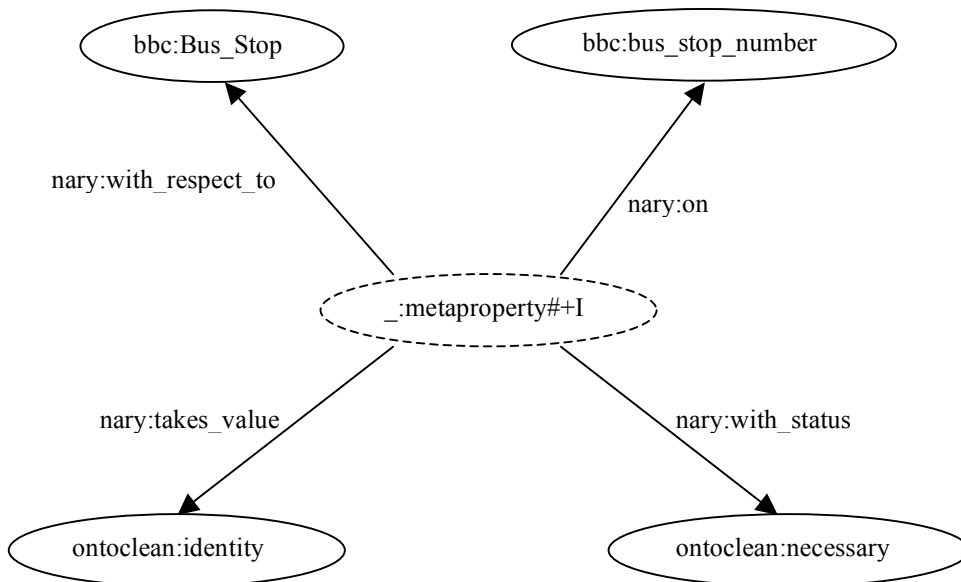 bbc:Bus_Stop
bbc:bus_stop_number
nary:with_respect_to
nary:on
_:metaproperty#+I
nary:takes_value
nary:with_status
ontoclean:identity
ontoclean:necessary